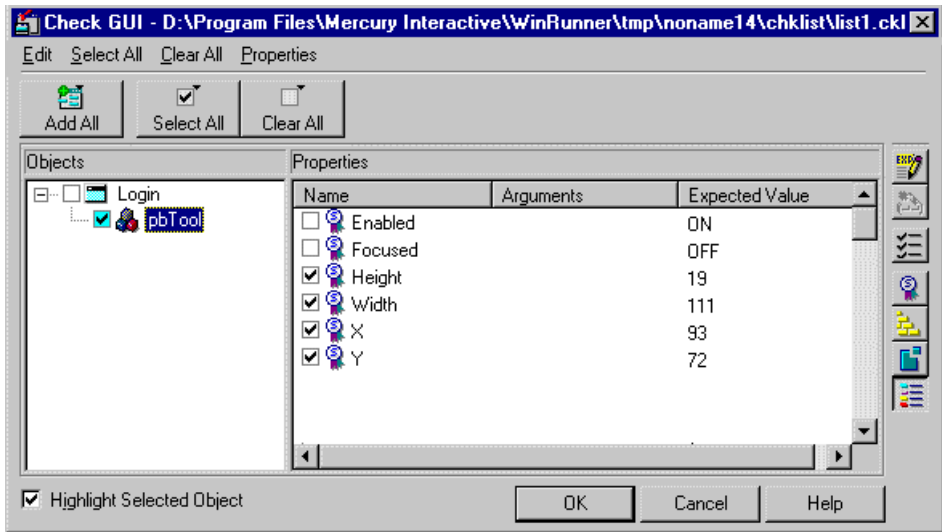 Check GUI - D:\Program Files\Mercury Interactive\WinRunner\tmp\noname14\chklist\list1.ckl
Edit Select All Clear All Properties
Add All Select All Clear All
Objects
Login
pbTool
Properties
Name Arguments Expected Value
Enabled ON
Focused OFF
Height 19
Width 111
X 93
Y 72
Highlight Selected Object
OK Cancel Help